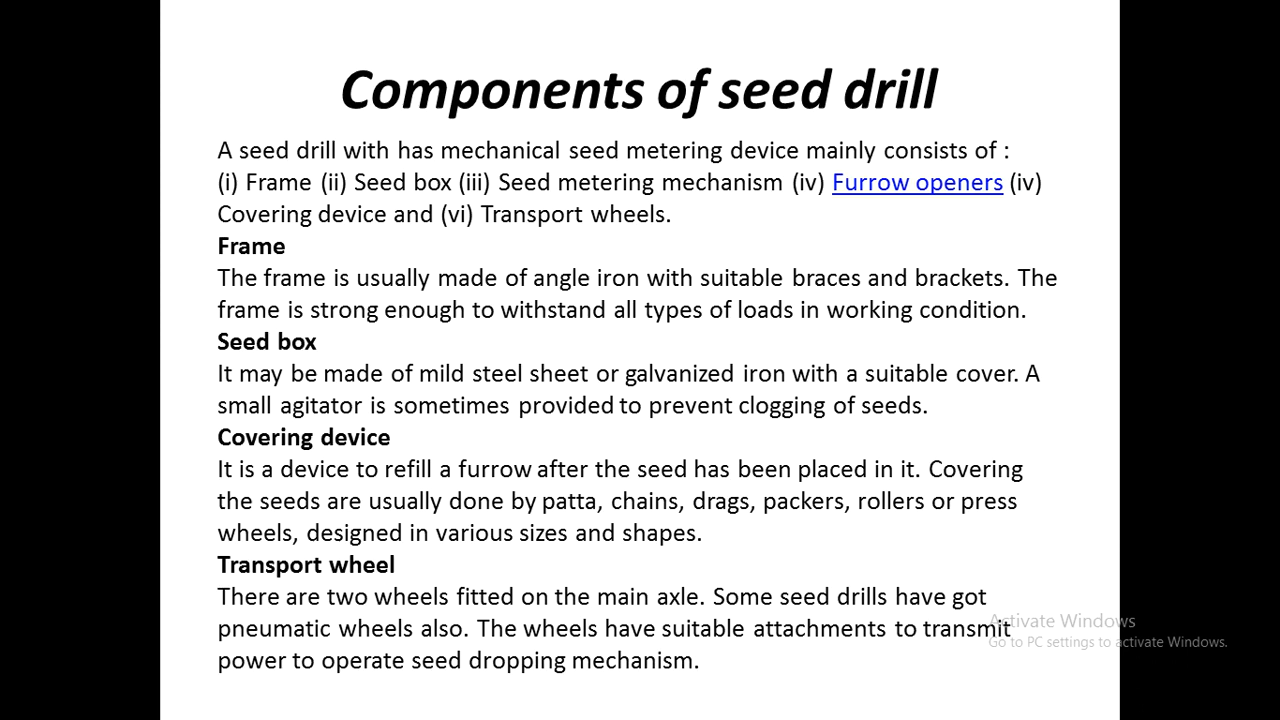 Components of seed drill
A seed drill with has mechanical seed metering device mainly consists of :
(i) Frame (ii) Seed box (iii) Seed metering mechanism (iv) Furrow openers (iv)
Covering device and (vi) Transport wheels.
Frame
The frame is usually made of angle iron with suitable braces and brackets. The
frame is strong enough to withstand all types of loads in working condition.
Seed box
It may be made of mild steel sheet or galvanized iron with a suitable cover. A
small agitator is sometimes provided to prevent clogging of seeds.
Covering device
It is a device to refill a furrow after the seed has been placed in it. Covering
the seeds are usually done by patta, chains, drags, packers, rollers or press
wheels, designed in various sizes and shapes.
Transport wheel
There are two wheels fitted on the main axle. Some seed drills have got
pneumatic wheels also. The wheels have suitable attachments to transmit
power to operate seed dropping mechanism.
Activate Windows
Go to PC settings to activate Windows.